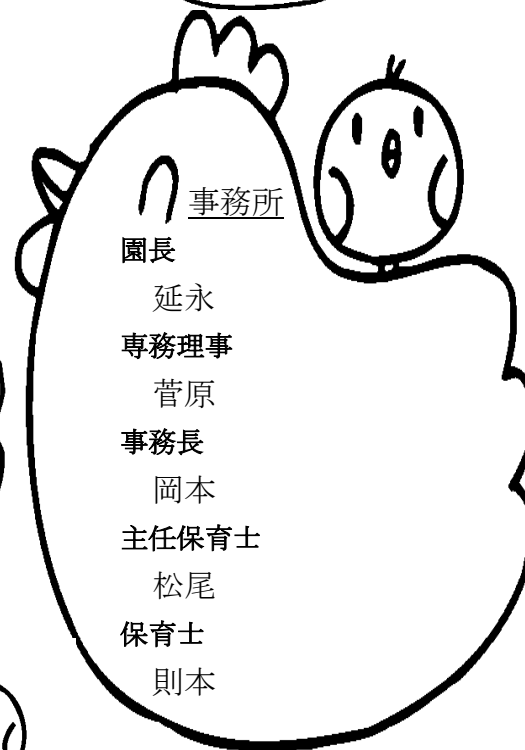 事務所
園長
延永
専務理事
菅原
事務長
岡本
主任保育士
松尾
保育士
則本